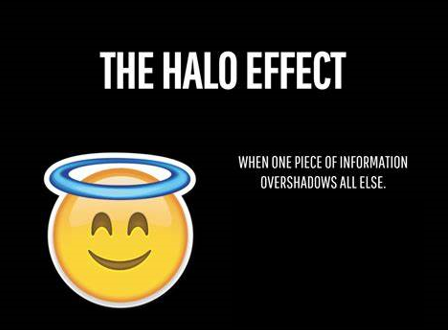 THE HALO EFFECT
WHEN ONE PIECE OF INFORMATION
OVERSHADOWS ALL ELSE.